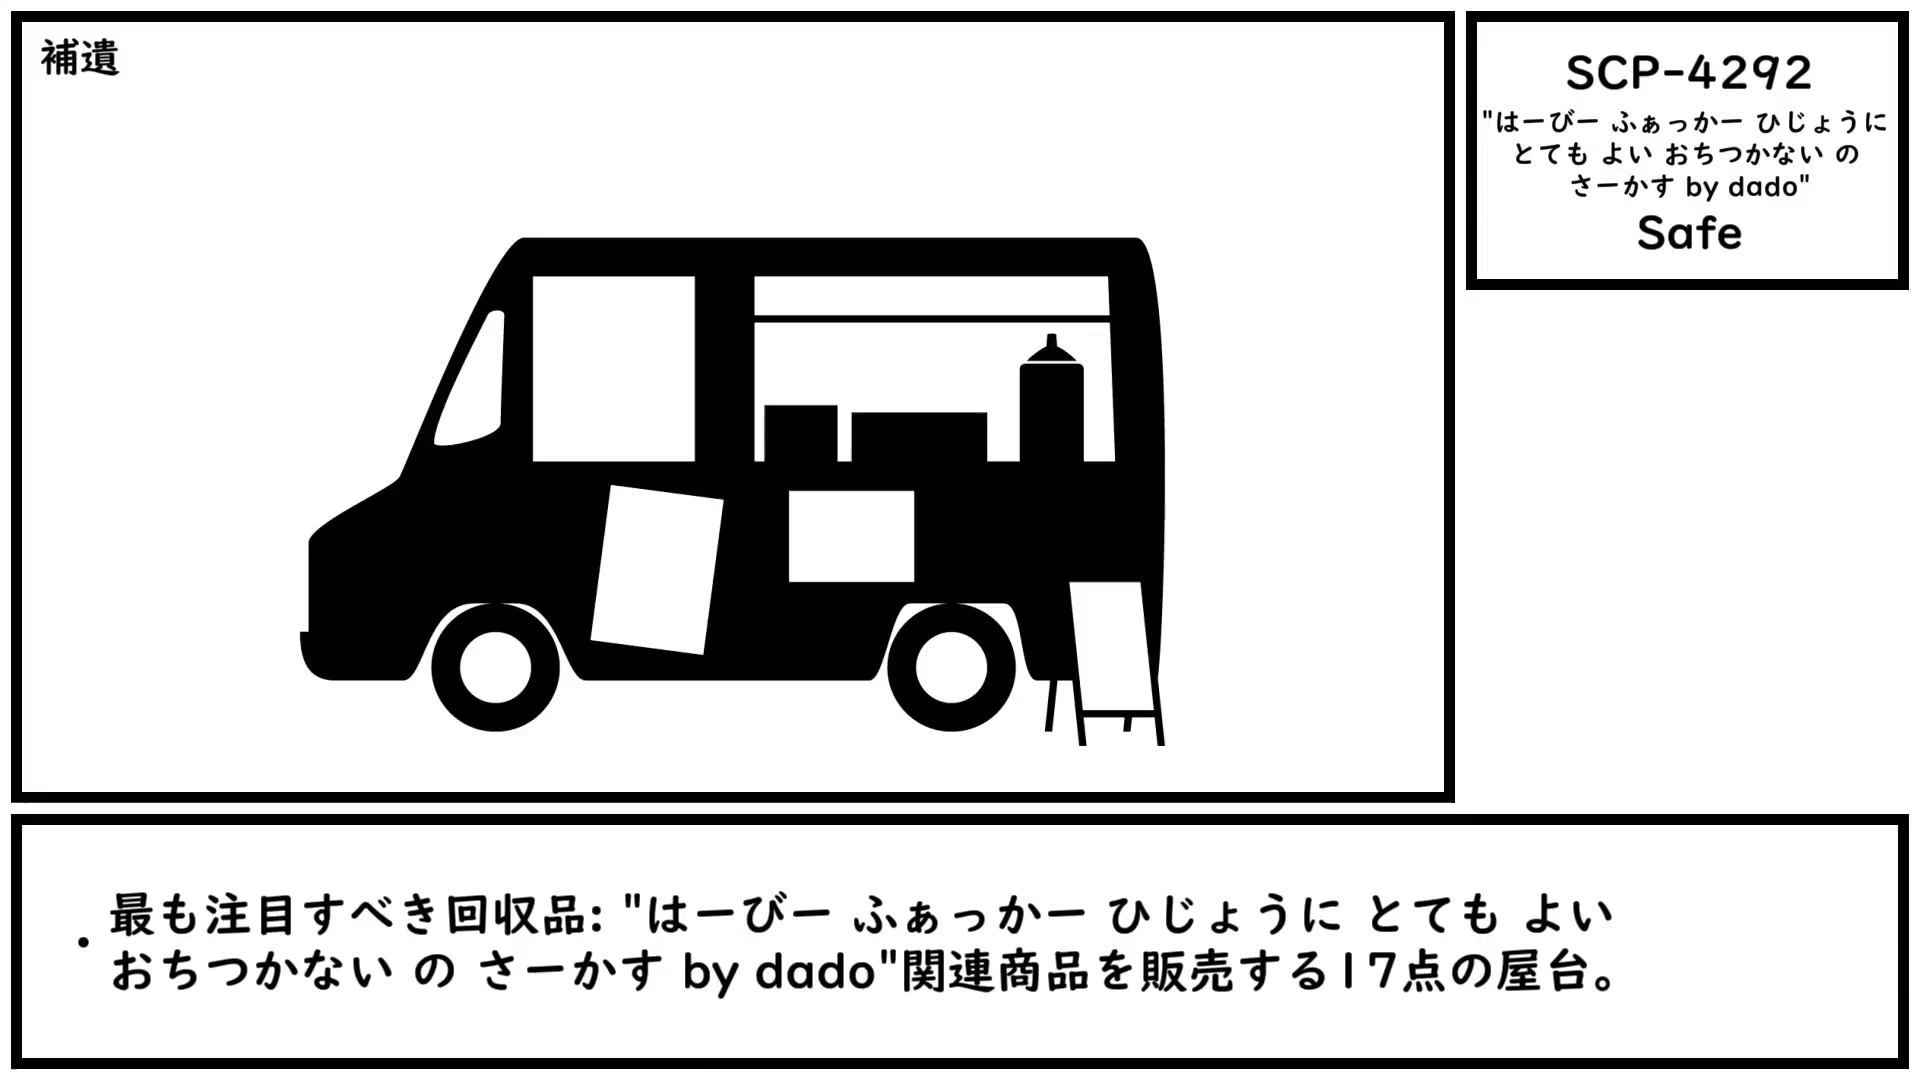 補遺
SCP-4292
"はーびー ふぁっかー ひじょうに
とても よい おちつかない の
さーかす by dado"
Safe
・最も注目すべき回収品: "はーびー ふぁっかー ひじょうに とても よい
おちつかない の さーかす by dado"関連商品を販売する17点の屋台。